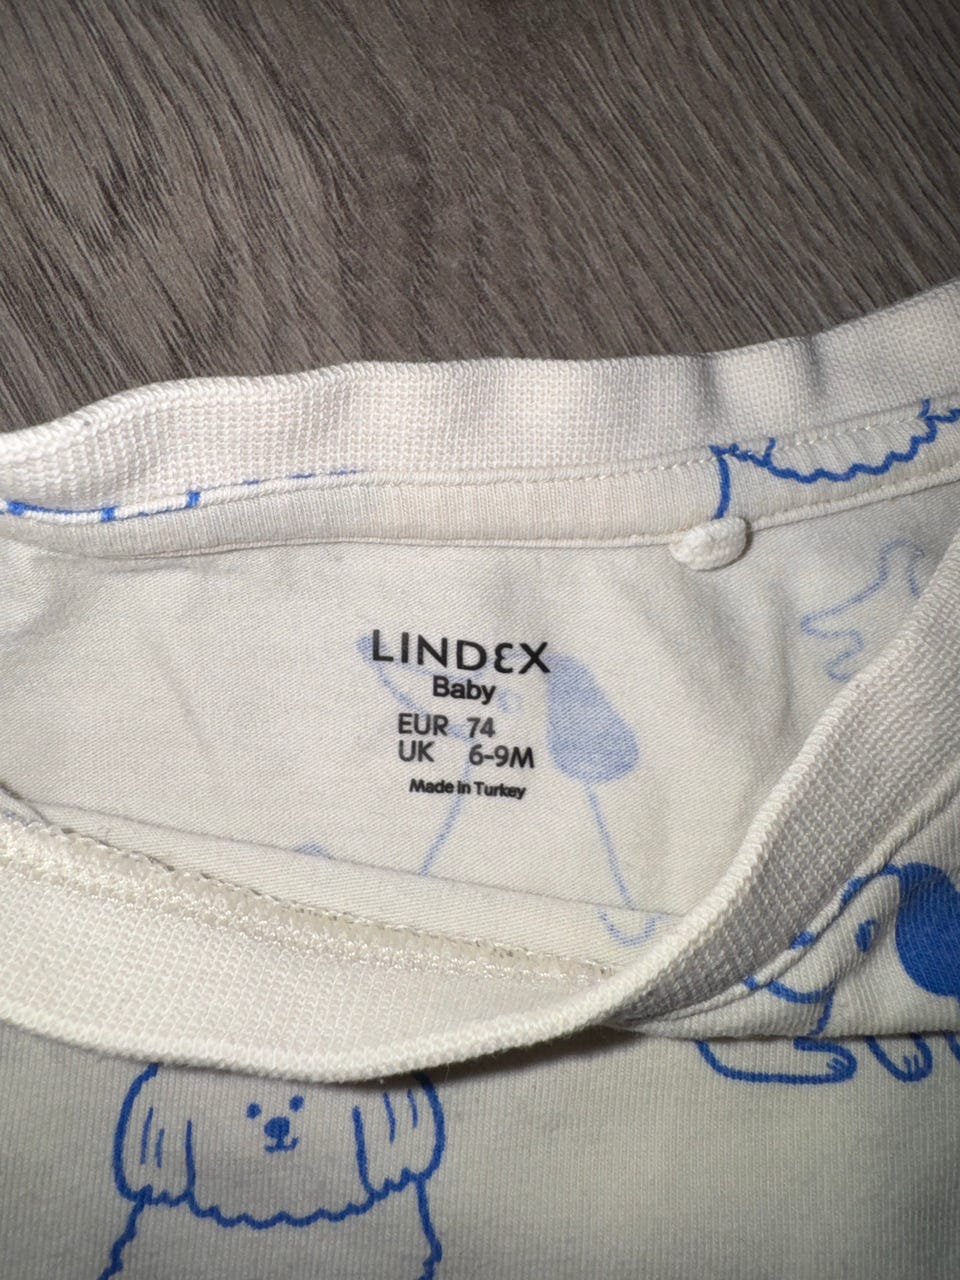 LINDEX
Baby
EUR 74
UK 6-9M
Made in Turkey